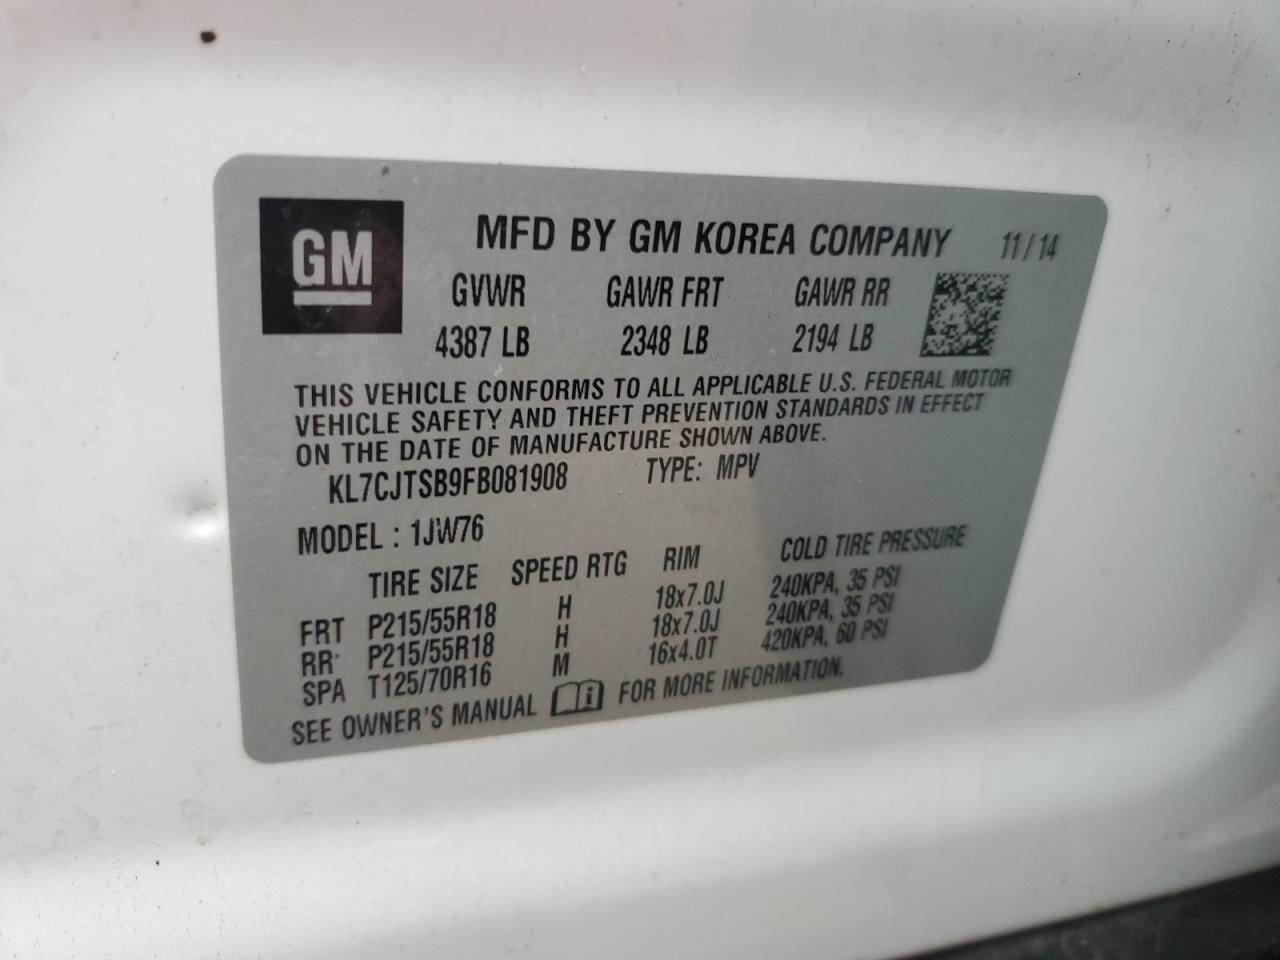 GM
MFD BY GM KOREA COMPANY 11/14
GVWR GAWR FRT GAWR RR
4387 LB 2348 LB 2194 LB
THIS VEHICLE CONFORMS TO ALL APPLICABLE U.S. FEDERAL MOTOR
VEHICLE SAFETY AND THEFT PREVENTION STANDARDS IN EFFECT
ON THE DATE OF MANUFACTURE SHOWN ABOVE.
KL7CJTSB9FB081908 TYPE: MPV
MODEL : 1JW76
TIRE SIZE SPEED RTG RIM COLD TIRE PRESSURE
FRT P215/55R18 H 18x7.0J 240KPA, 35 PSI
RR P215/55R18 H 18x7.0J 240KPA, 35 PSI
SPA T125/70R16 M 16x4.0T 420KPA, 60 PSI
SEE OWNER'S MANUAL i FOR MORE INFORMATION.